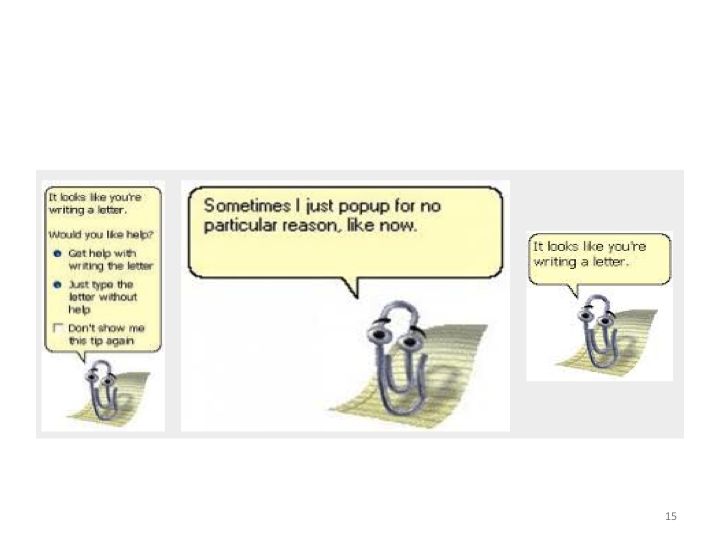 It looks like you're
writing a letter.
Would you like help?
Get help with
writing the letter
Just type the
letter without
help
Don't show me
this tip again
Sometimes I just popup for no
particular reason, like now.
It looks like you're
writing a letter.
15